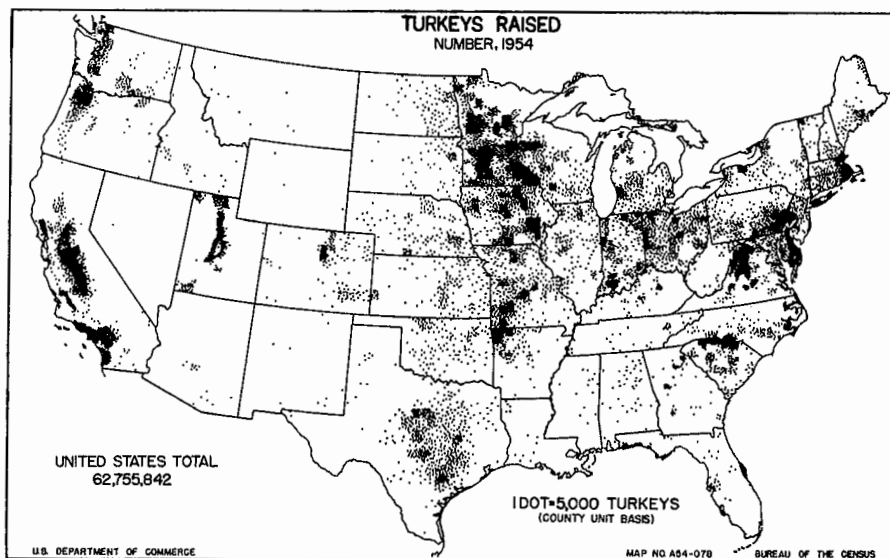 TURKEYS RAISED
NUMBER, 1954
UNITED STATES TOTAL
62,755,842
1 DOT=5,000 TURKEYS
(COUNTY UNIT BASIS)
U.S. DEPARTMENT OF COMMERCE
MAP NO. A54-078
BUREAU OF THE CENSUS